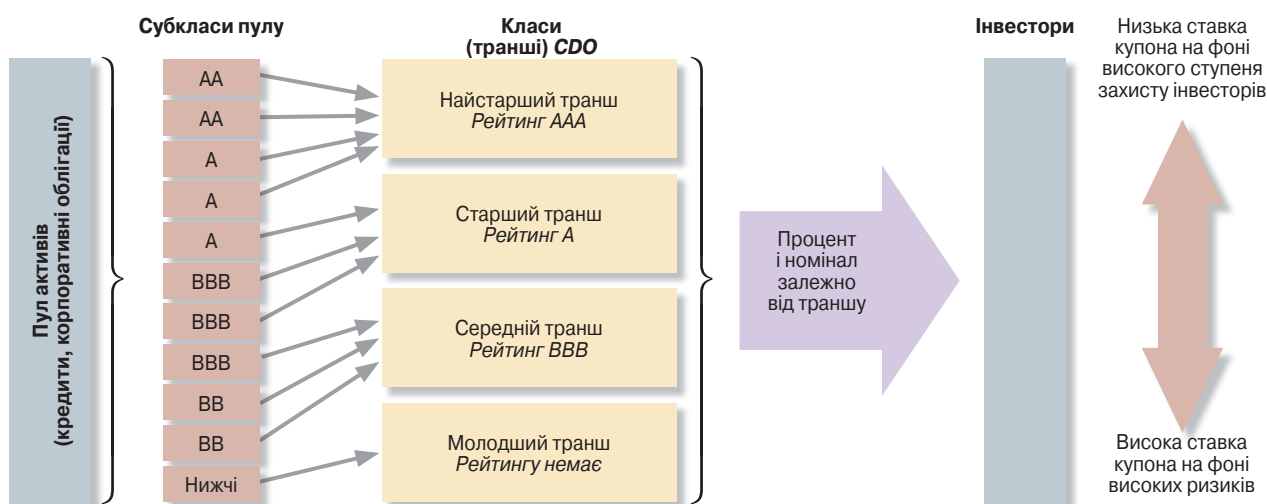 Субкласи пулу
Класи
(транші) CDO
Інвестори
Низька ставка
купона на фоні
високого ступеня
захисту інвесторів
Пул активів
(кредити, корпоративні облігації)
AA
AA
A
A
A
BBB
BBB
BBB
BB
BB
Нижчі
Найстарший транш
Рейтинг AAA
Старший транш
Рейтинг A
Середній транш
Рейтинг BBB
Молодший транш
Рейтингу немає
Процент
і номінал
залежно
від траншу
Висока ставка
купона на фоні
високих ризиків